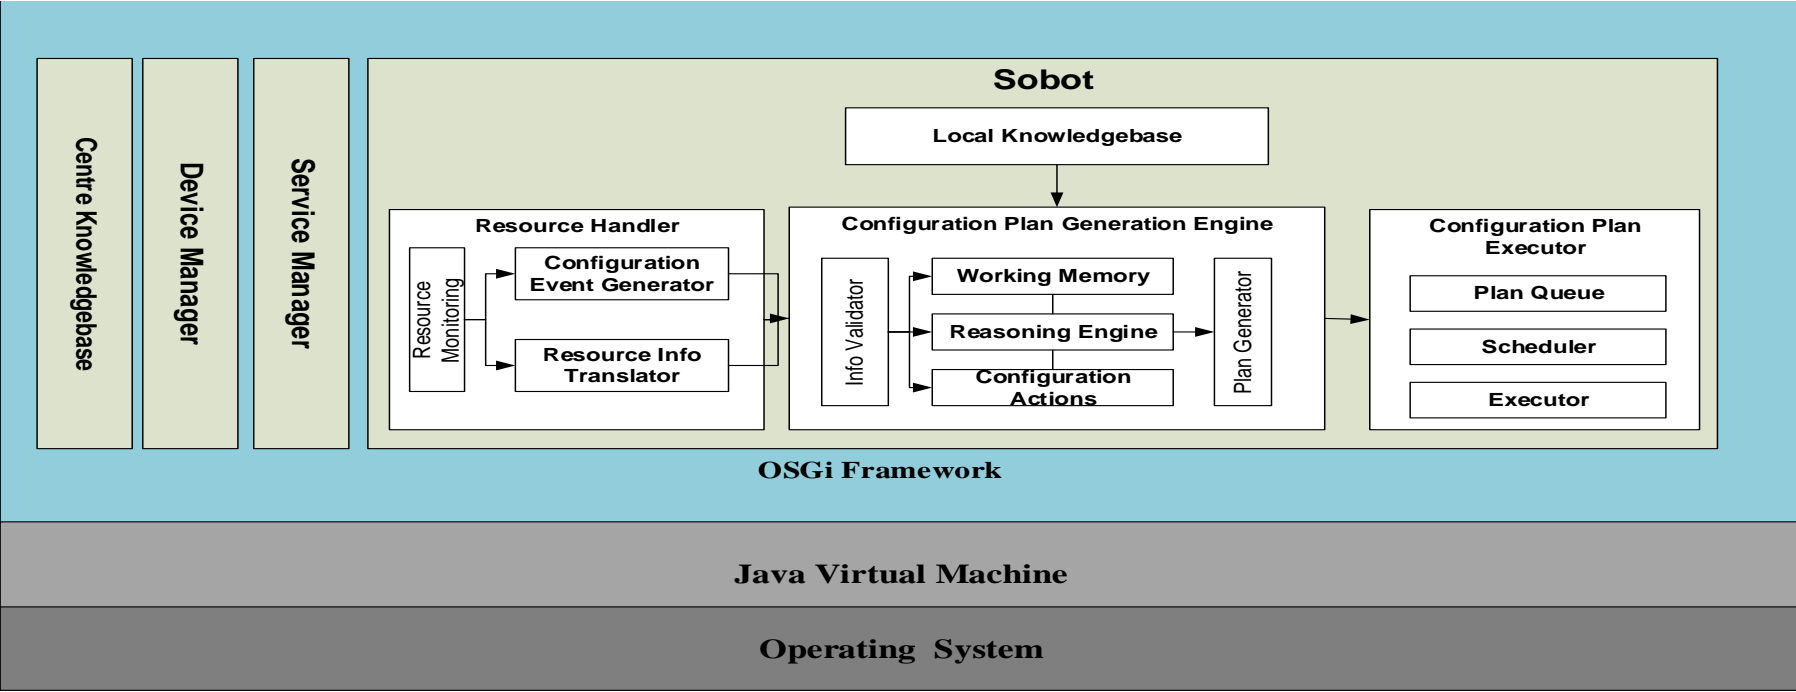 Centre Knowledgebase
Device Manager
Service Manager
Sobot
Local Knowledgebase
Resource Handler
Resource
Monitoring
Configuration
Event Generator
Resource Info
Translator
Configuration Plan Generation Engine
Info Validator
Working Memory
Reasoning Engine
Configuration
Actions
Plan Generator
Configuration Plan
Executor
Plan Queue
Scheduler
Executor
OSGi Framework
Java Virtual Machine
Operating System